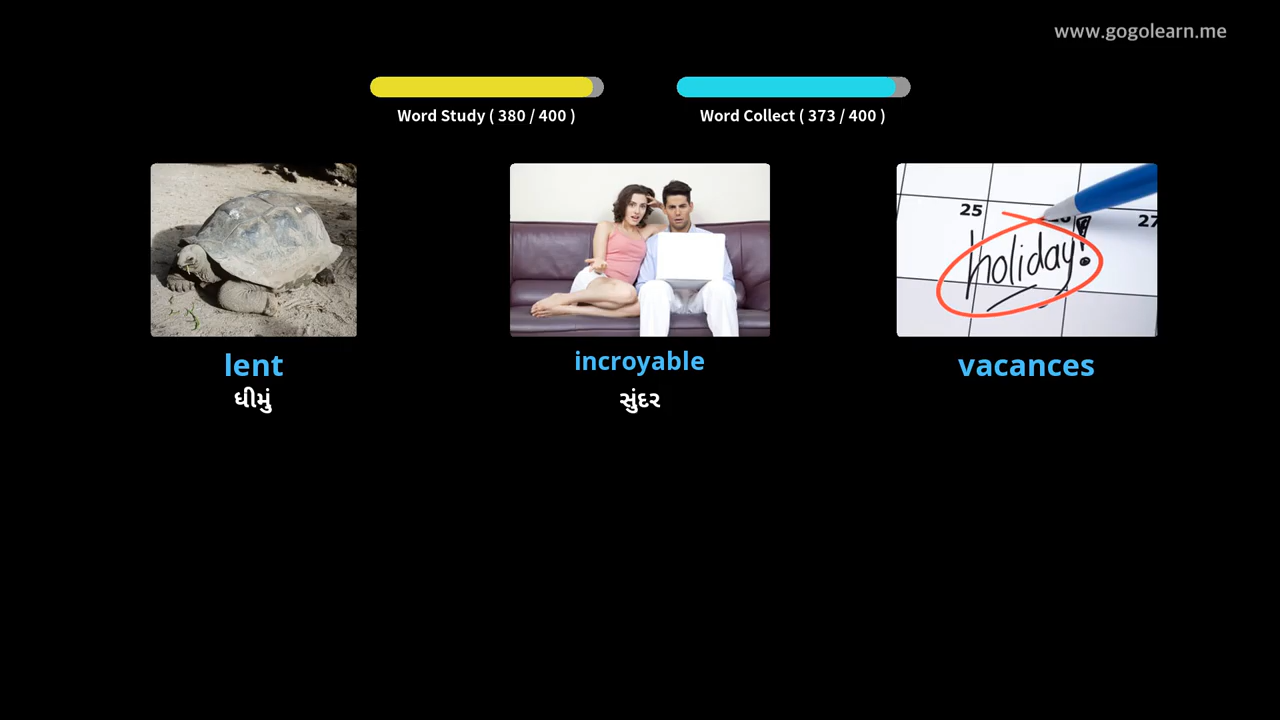 www.gogolearn.me
Word Study ( 380 / 400 )
Word Collect ( 373 / 400 )
25
27
holiday!
lent
incroyable
vacances
ધીમું
સુંદર